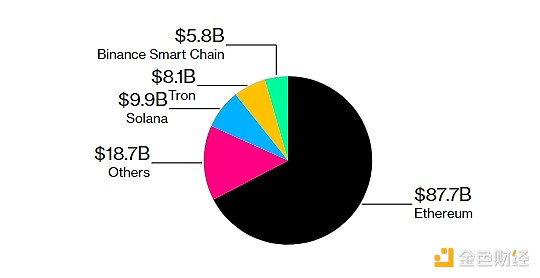 $5.8B
Binance Smart Chain
$8.1B
Tron
$9.9B
Solana
$18.7B
Others
$87.7B
Ethereum
金色财经